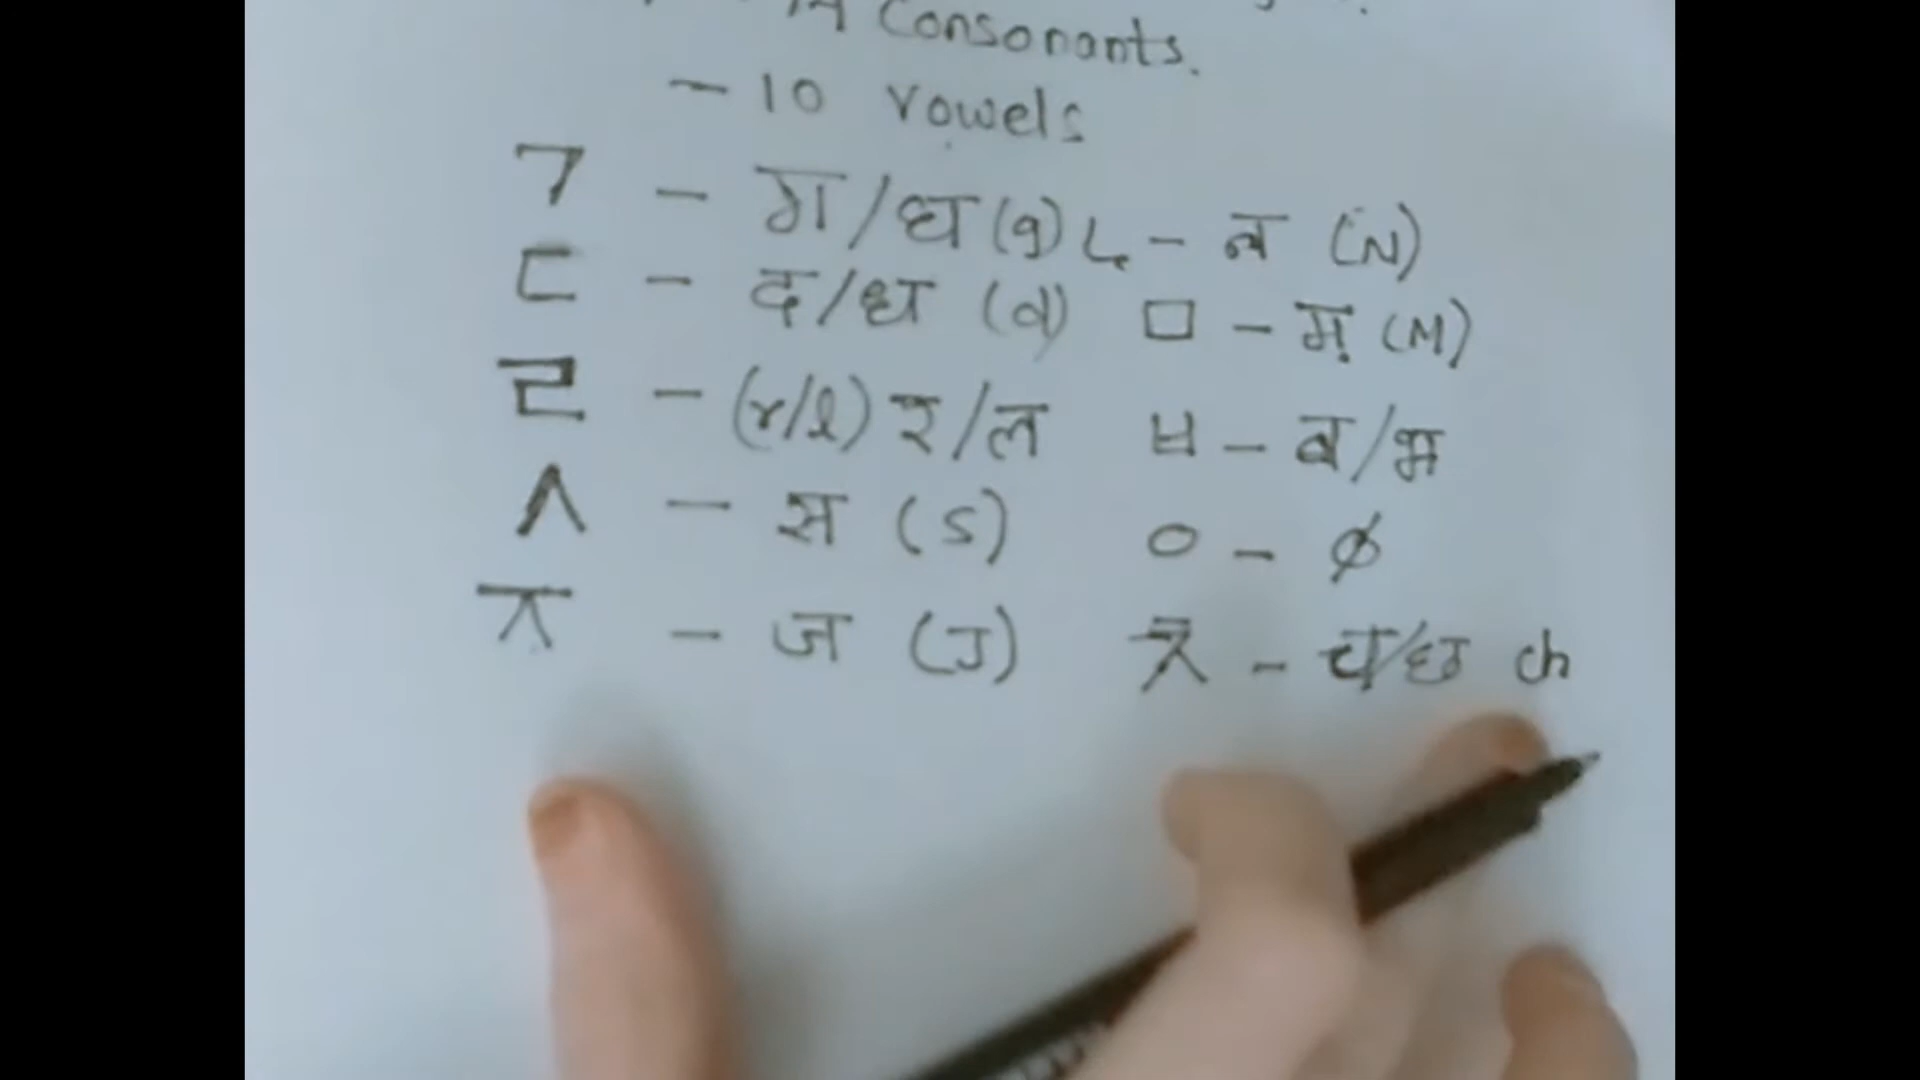 14 Consonants.
- 10 vowels
ㄱ - ग/घ (g) ㄴ - न (N)
ㄷ - द/ध (d) ㅁ - म (M)
ㄹ - (r/l) र/ल ㅂ - ब/भ
ㅅ - स (S) ㅇ - ∅
ㅈ - ज (J) ㅊ - च/छ ch